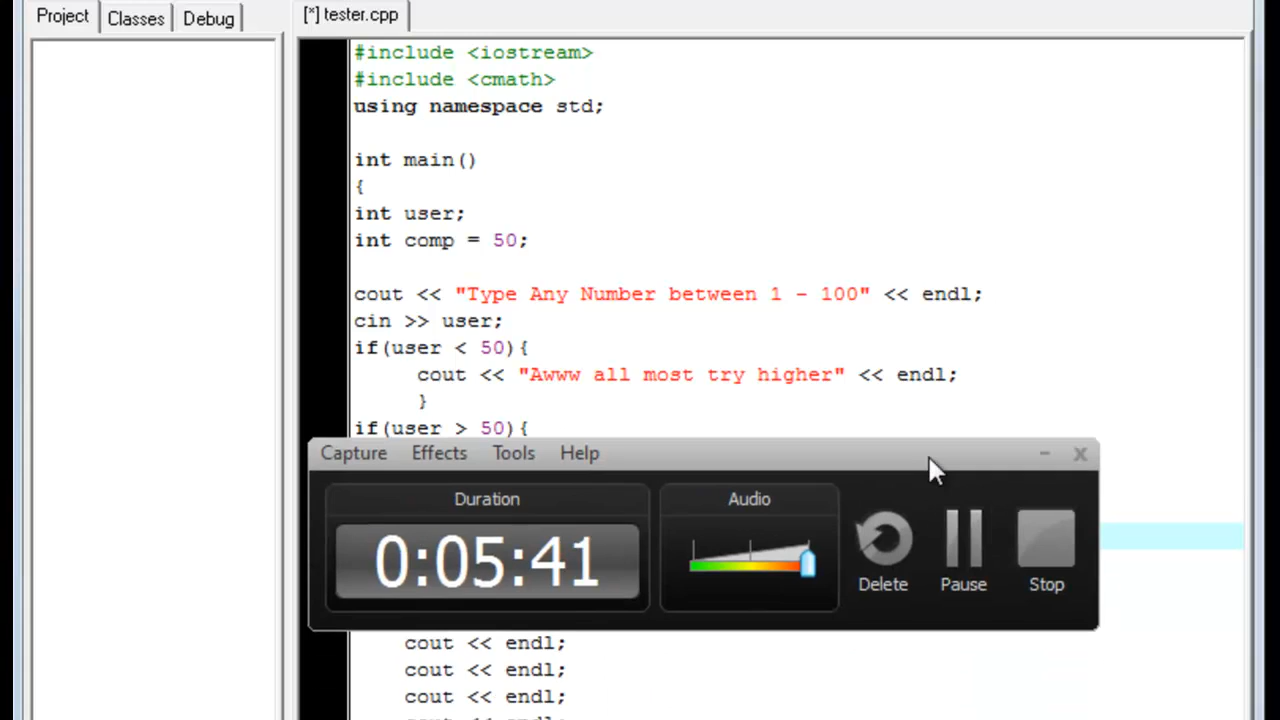 Project Classes Debug
[*] tester.cpp
#include <iostream>
#include <cmath>
using namespace std;
int main()
{
int user;
int comp = 50;
cout << "Type Any Number between 1 - 100" << endl;
cin >> user;
if(user < 50){
cout << "Awww all most try higher" << endl;
}
if(user > 50){
Capture Effects Tools Help
Duration
0:05:41
Audio
Delete Pause Stop
cout << endl;
cout << endl;
cout << endl;